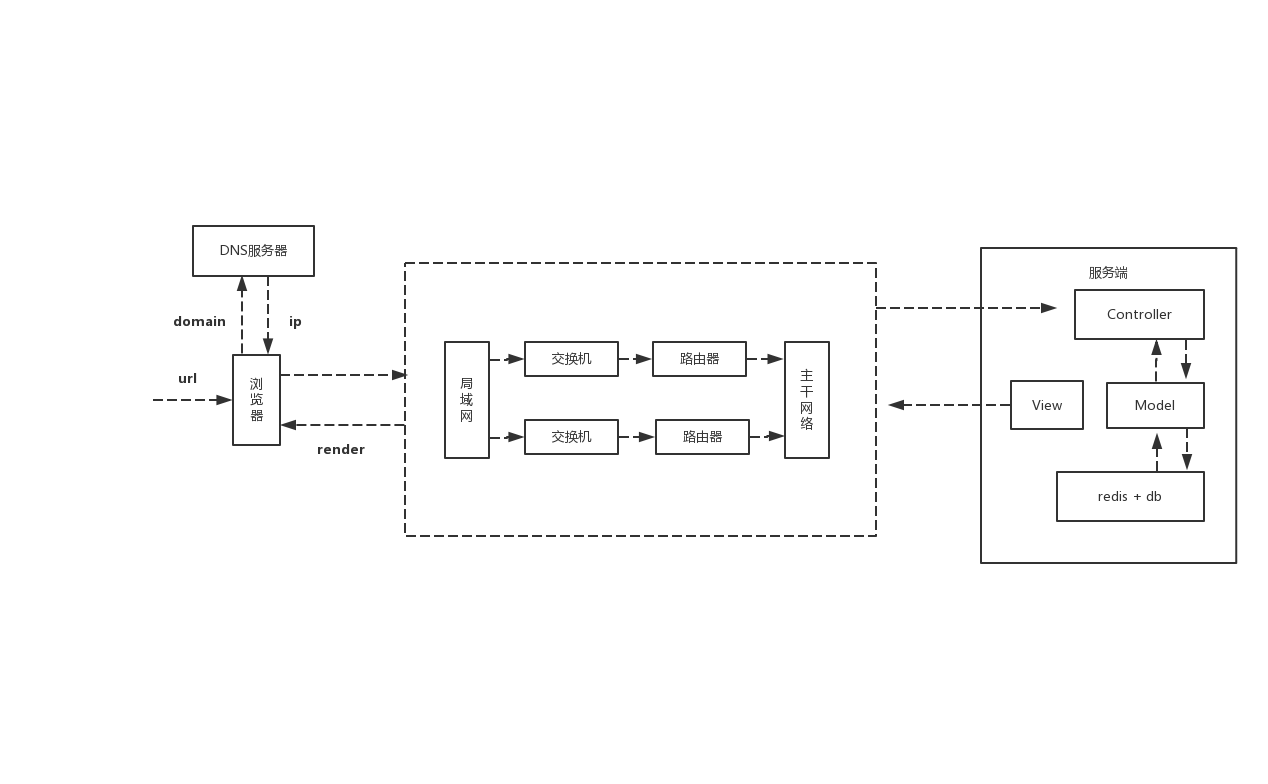 DNS服务器
domain
ip
url
浏览器
render
局域网
交换机
路由器
交换机
路由器
主干网络
服务端
Controller
View
Model
redis + db